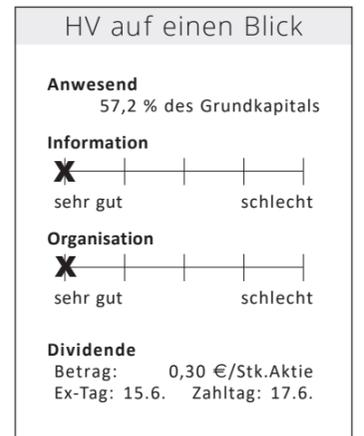 HV auf einen Blick
Anwesend
57,2 % des Grundkapitals
Information
X
sehr gut schlecht
Organisation
X
sehr gut schlecht
Dividende
Betrag: 0,30 €/Stk.Aktie
Ex-Tag: 15.6. Zahltag: 17.6.